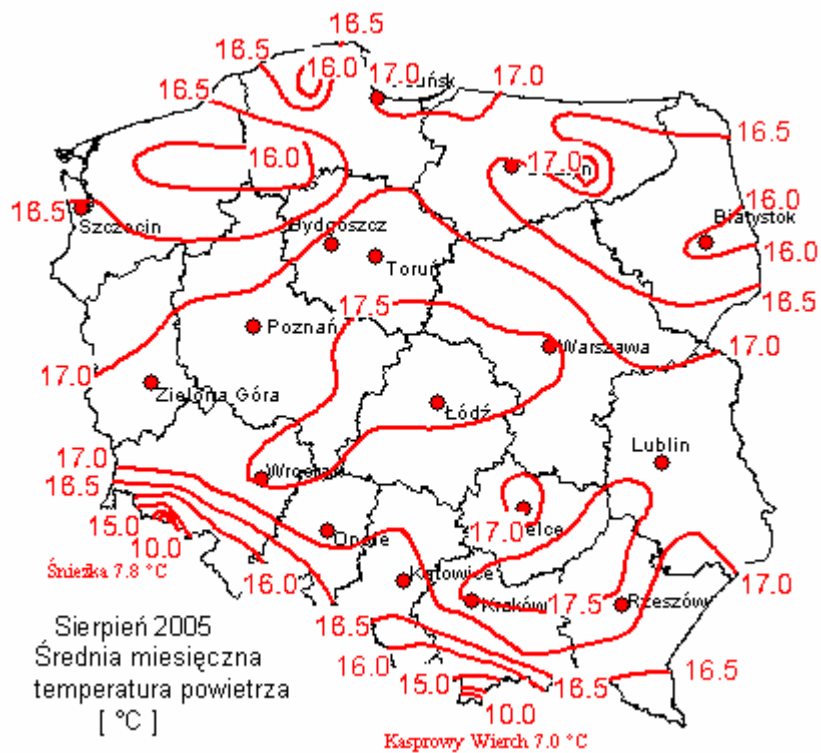 16.5
16.5
16.0
17.0
17.0
16.5
16.0
17.0
16.0
16.5
Szczecin
Bydgoszcz
Białystok
16.0
Toruń
16.5
17.5
Poznań
Warszawa
17.0
17.0
Zielona Góra
Łódź
Lublin
17.0
Wrocław
16.5
15.0
10.0
17.0
Opole
Śnieżka 7.8 °C
16.0
Katowice
17.0
Kraków
17.5
Rzeszów
Sierpień 2005
Średnia miesięczna
temperatura powietrza
[ °C ]
16.5
16.0
16.5
16.5
15.0
10.0
Kasprowy Wierch 7.0 °C